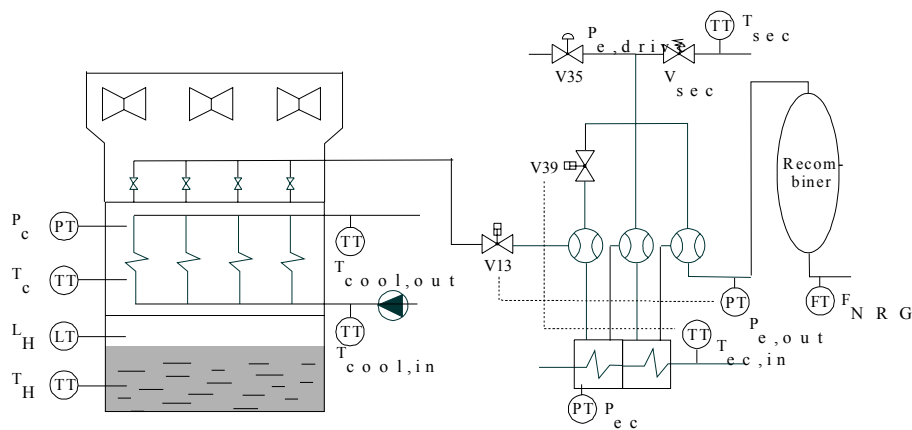 P e,drive
TT T sec
V35
V sec
Recom-
biner
V39
P c PT
TT
V13
T cool,out
T c TT
PT
FT F NRG
P e,out
L H LT
TT
TT
T cool,in
T ec,in
T H TT
PT P ec